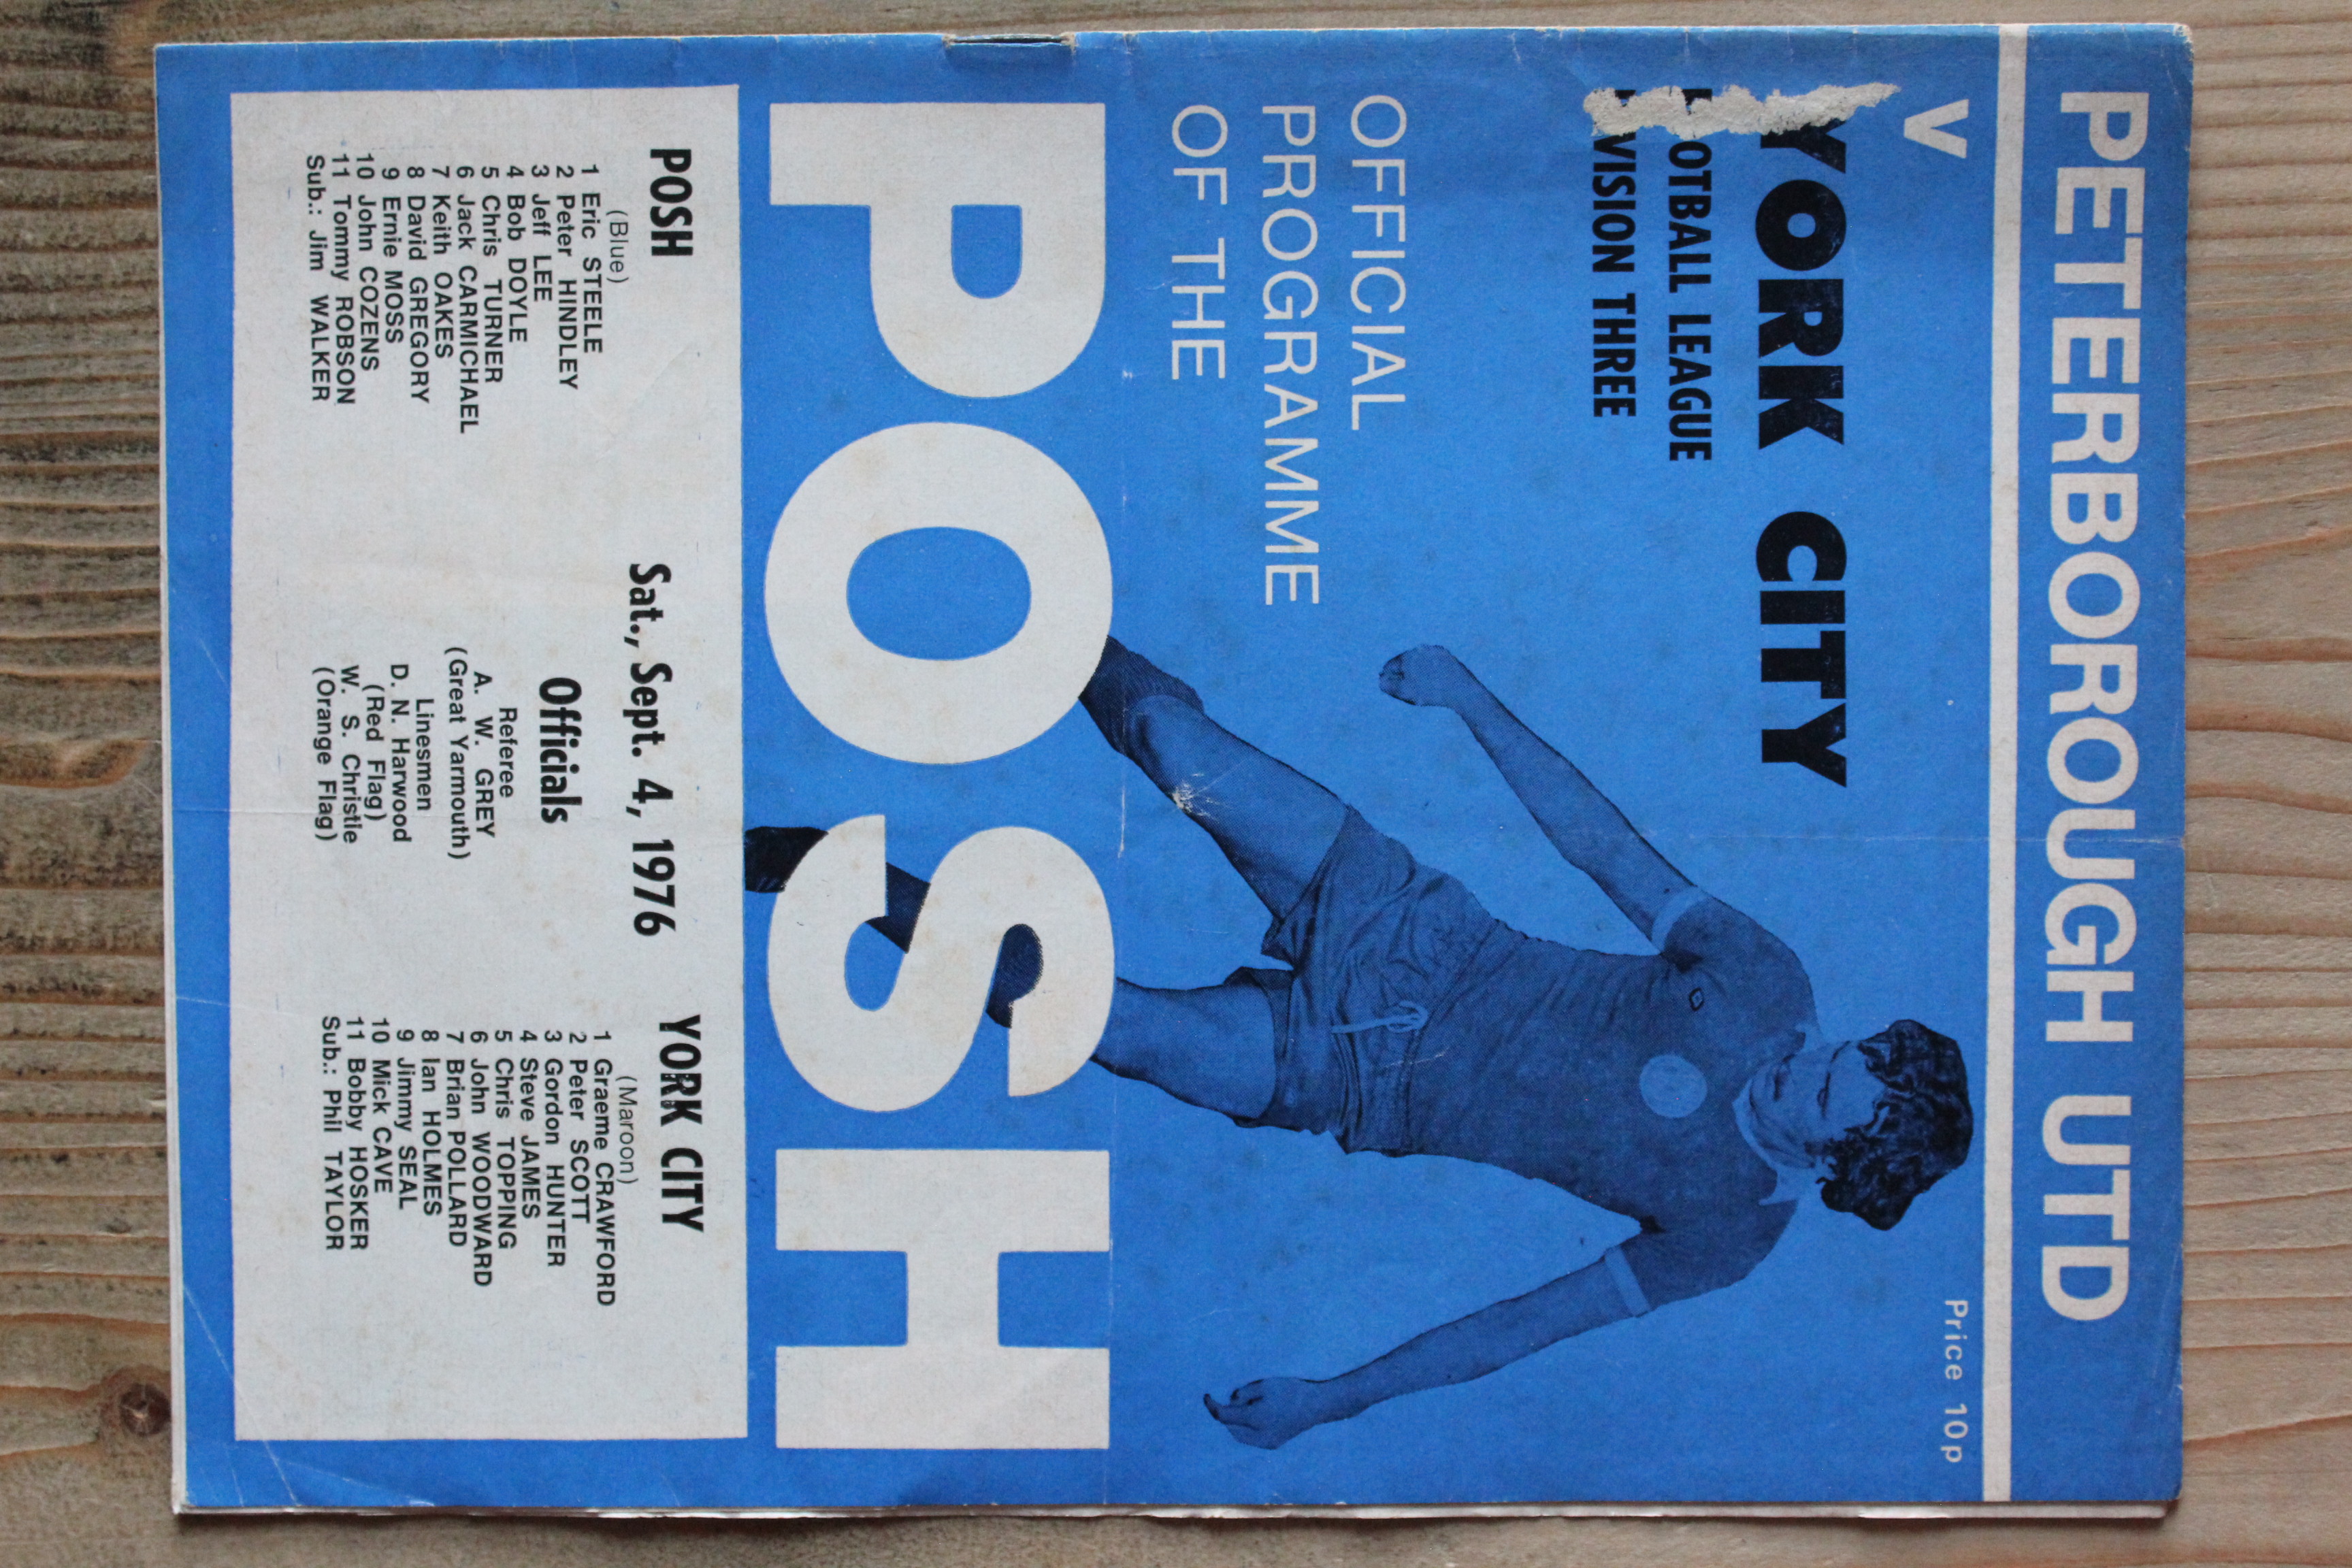 PETERBOROUGH UTD
V
Price 10p
YORK CITY
OTBALL LEAGUE
VISION THREE
OFFICIAL
PROGRAMME
OF THE
POSH
POSH
(Blue)
1 Eric STEELE
2 Peter HINDLEY
3 Jeff LEE
4 Bob DOYLE
5 Chris TURNER
6 Jack CARMICHAEL
7 Keith OAKES
8 David GREGORY
9 Ernie MOSS
10 John COZENS
11 Tommy ROBSON
Sub.: Jim WALKER
Sat., Sept. 4, 1976
Officials
Referee
A. W. GREY
(Great Yarmouth)
Linesmen
D. N. Harwood
(Red Flag)
W. S. Christie
(Orange Flag)
YORK CITY
(Maroon)
1 Graeme CRAWFORD
2 Peter SCOTT
3 Gordon HUNTER
4 Steve JAMES
5 Chris TOPPING
6 John WOODWARD
7 Brian POLLARD
8 Ian HOLMES
9 Jimmy SEAL
10 Mick CAVE
11 Bobby HOSKER
Sub.: Phil TAYLOR